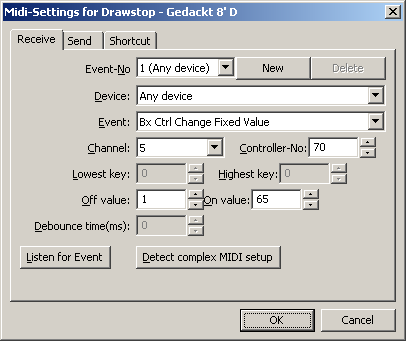 Midi-Settings for Drawstop - Gedackt 8' D
Receive Send Shortcut
Event-No 1 (Any device) New Delete
Device: Any device
Event: Bx Ctrl Change Fixed Value
Channel: 5 Controller-No: 70
Lowest key: 0 Highest key: 0
Off value: 1 On value: 65
Debounce time(ms): 0
Listen for Event Detect complex MIDI setup
OK Cancel